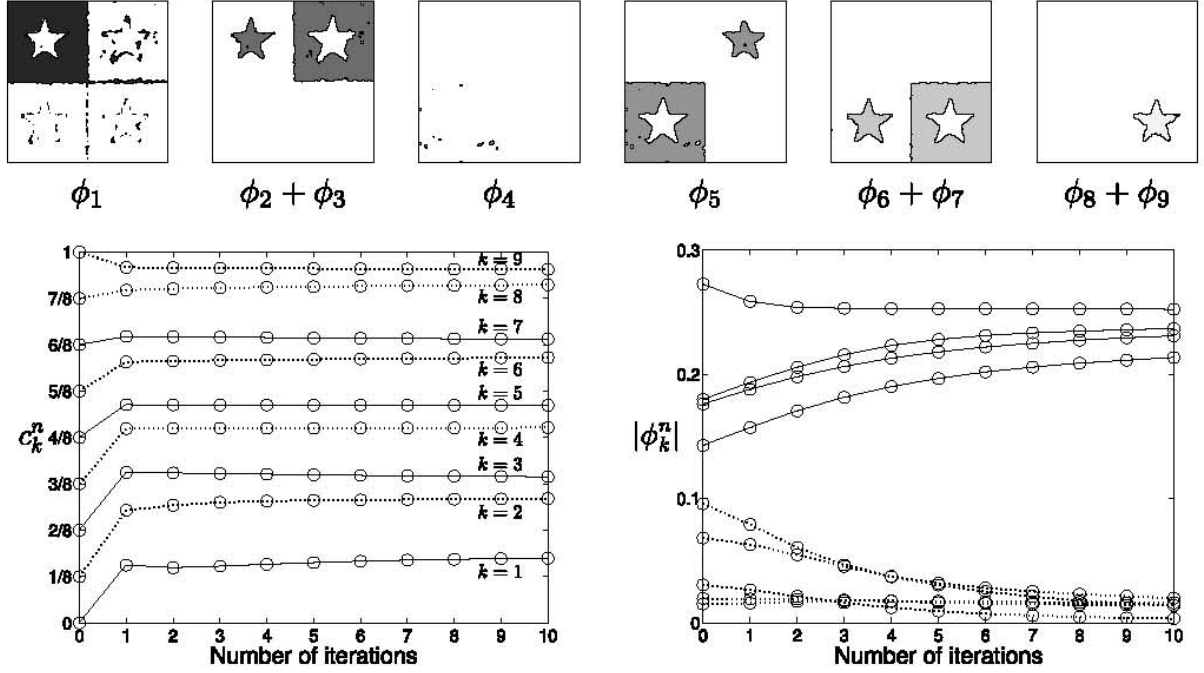 ϕ₁ ϕ₂ + ϕ₃ ϕ₄ ϕ₅ ϕ₆ + ϕ₇ ϕ₈ + ϕ₉
1
7/8
6/8
5/8
4/8
3/8
2/8
1/8
0
Cₖⁿ
k = 9
k = 8
k = 7
k = 6
k = 5
k = 4
k = 3
k = 2
k = 1
0 1 2 3 4 5 6 7 8 9 10
Number of iterations
0.3
0.2
0.1
0
|ϕₖⁿ|
0 1 2 3 4 5 6 7 8 9 10
Number of iterations